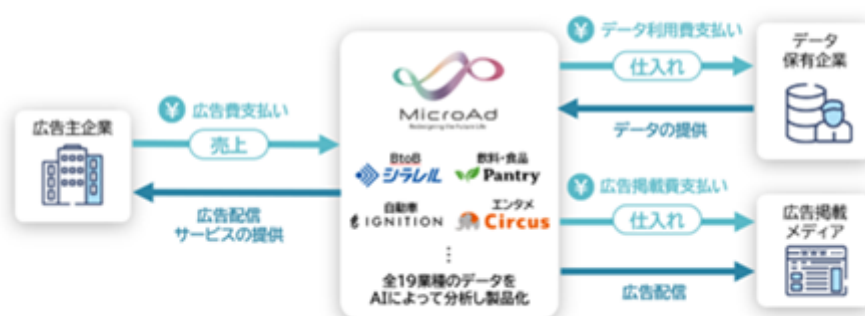 広告主企業
¥ 広告費支払い
売上
広告配信
サービスの提供
MicroAd
Redesigning the Future Life
BtoB
シラレル
飲料・食品
Pantry
自動車
IGNITION
エンタメ
Circus
全19業種のデータを
AIによって分析し製品化
¥ データ利用費支払い
仕入れ
データの提供
データ
保有企業
¥ 広告掲載費支払い
仕入れ
広告配信
広告掲載
メディア